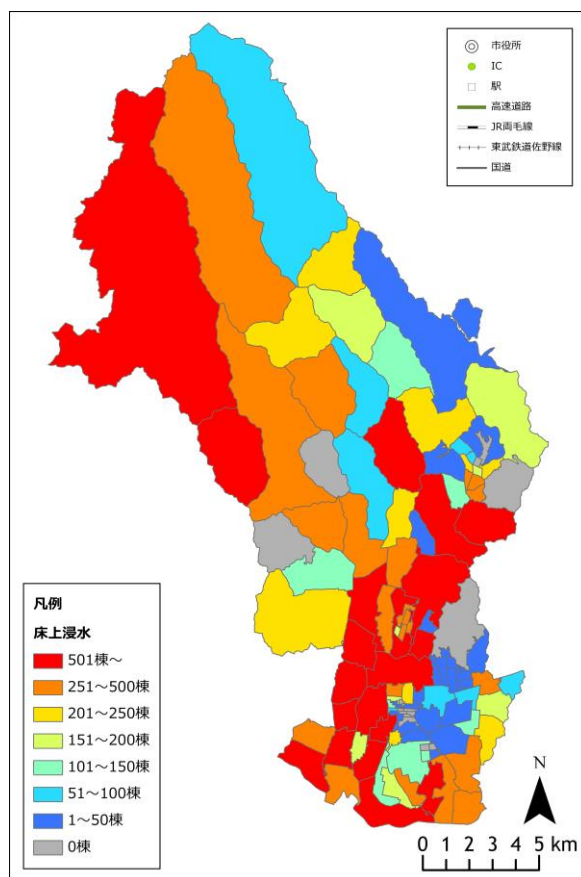 市役所
IC
駅
高速道路
JR両毛線
東武鉄道佐野線
国道
凡例
床上浸水
501棟～
251～500棟
201～250棟
151～200棟
101～150棟
51～100棟
1～50棟
0棟
N
0 1 2 3 4 5 km